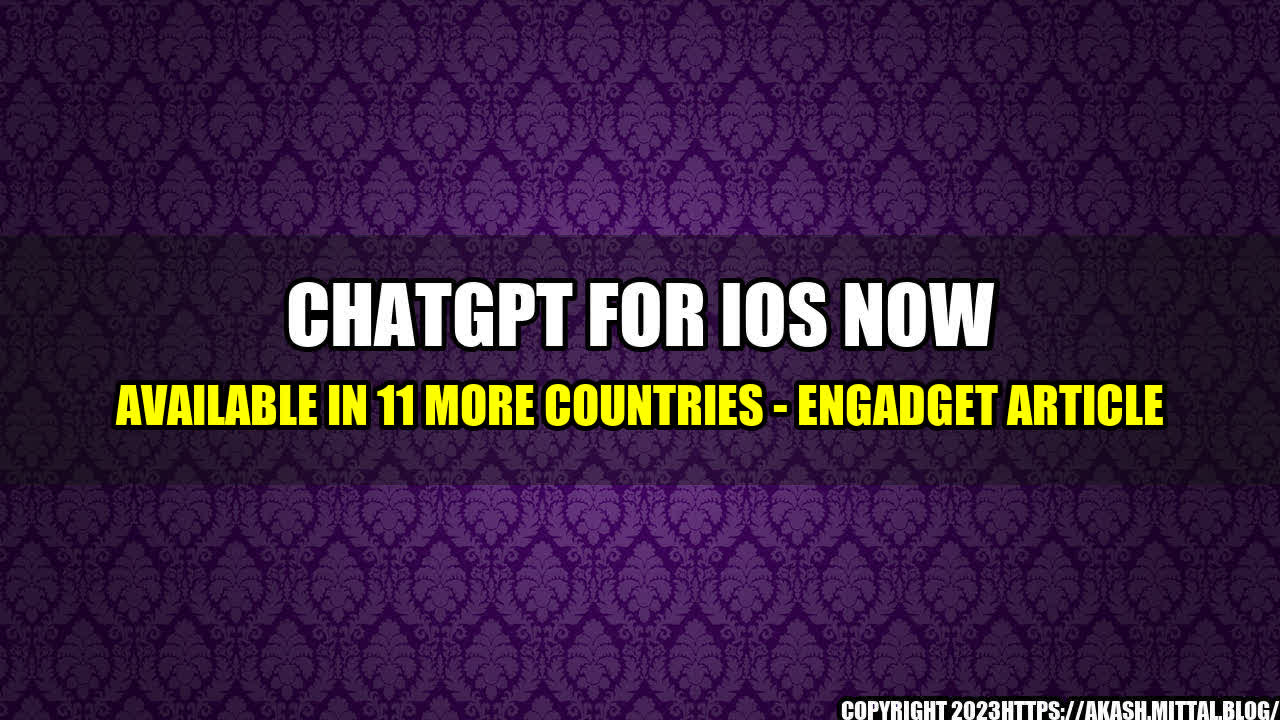 CHATGPT FOR IOS NOW
AVAILABLE IN 11 MORE COUNTRIES - ENGADGET ARTICLE
COPYRIGHT 2023HTTPS://AKASH.MITTAL.BLOG/